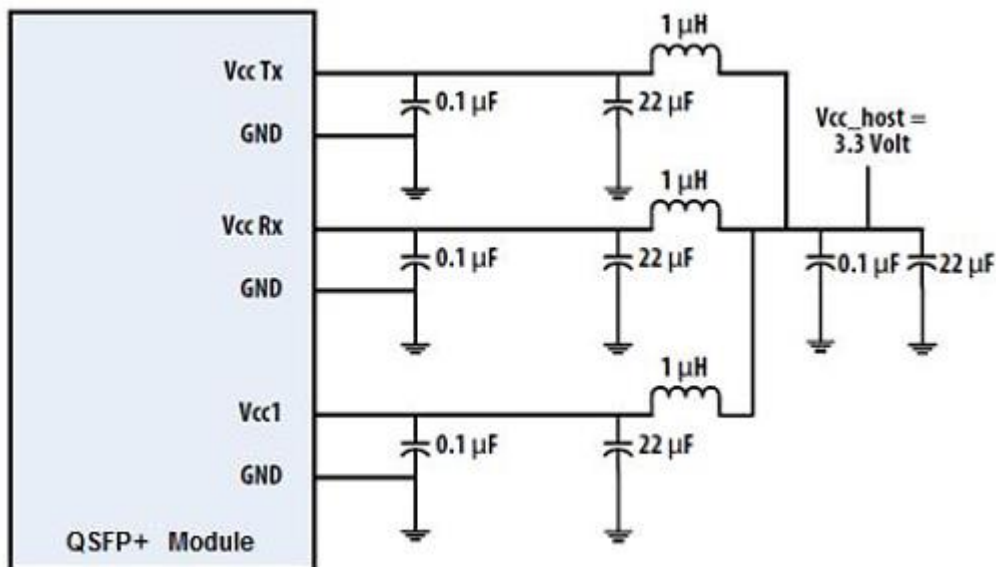 1 μH
Vcc Tx
0.1 μF
22 μF
GND
Vcc_host =
3.3 Volt
1 μH
Vcc Rx
0.1 μF
22 μF
0.1 μF
22 μF
GND
1 μH
Vcc1
0.1 μF
22 μF
GND
QSFP+ Module